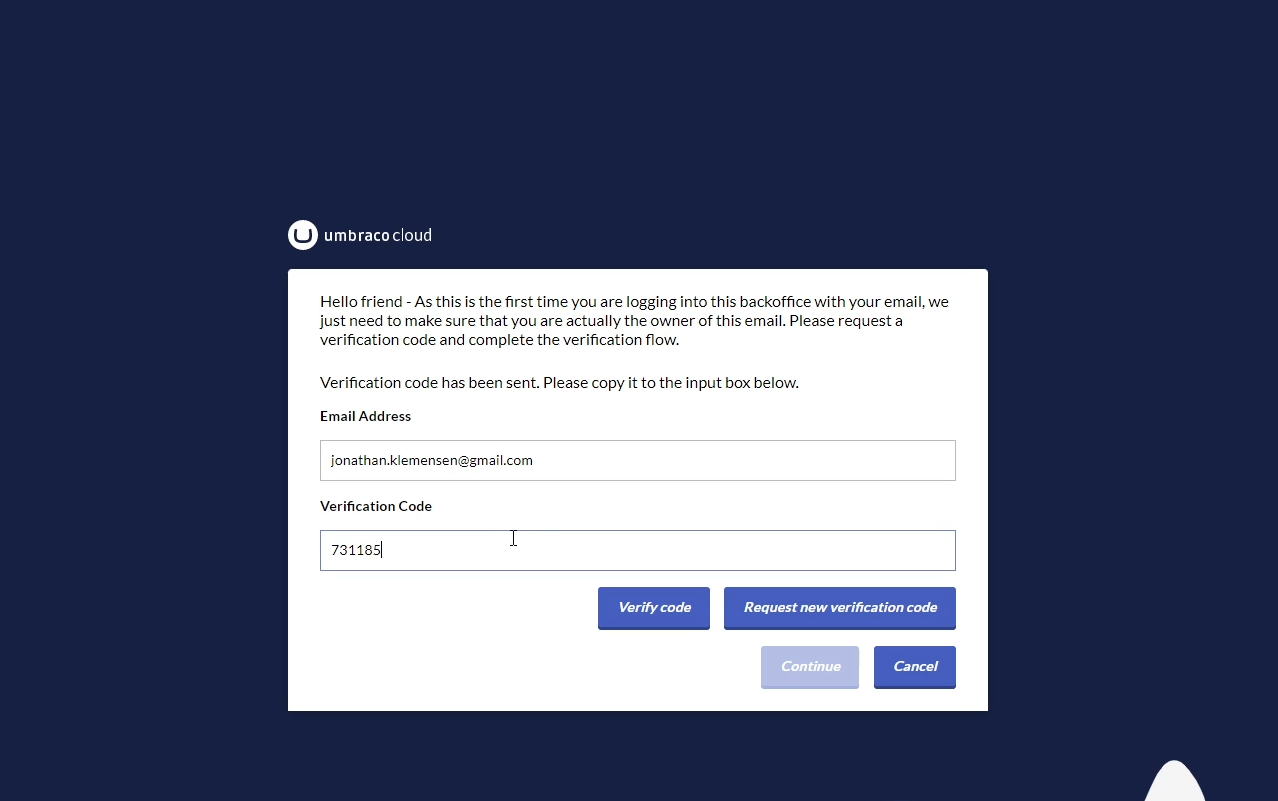 umbraco cloud
Hello friend - As this is the first time you are logging into this backoffice with your email, we
just need to make sure that you are actually the owner of this email. Please request a
verification code and complete the verification flow.
Verification code has been sent. Please copy it to the input box below.
Email Address
jonathan.klemensen@gmail.com
Verification Code
731185
Verify code
Request new verification code
Continue
Cancel